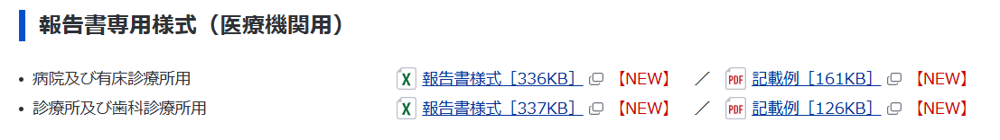 報告書専用様式（医療機関用）
• 病院及び有床診療所用 報告書様式［336KB］ 【NEW】 ／ PDF 記載例［161KB］ 【NEW】
• 診療所及び歯科診療所用 報告書様式［337KB］ 【NEW】 ／ PDF 記載例［126KB］ 【NEW】